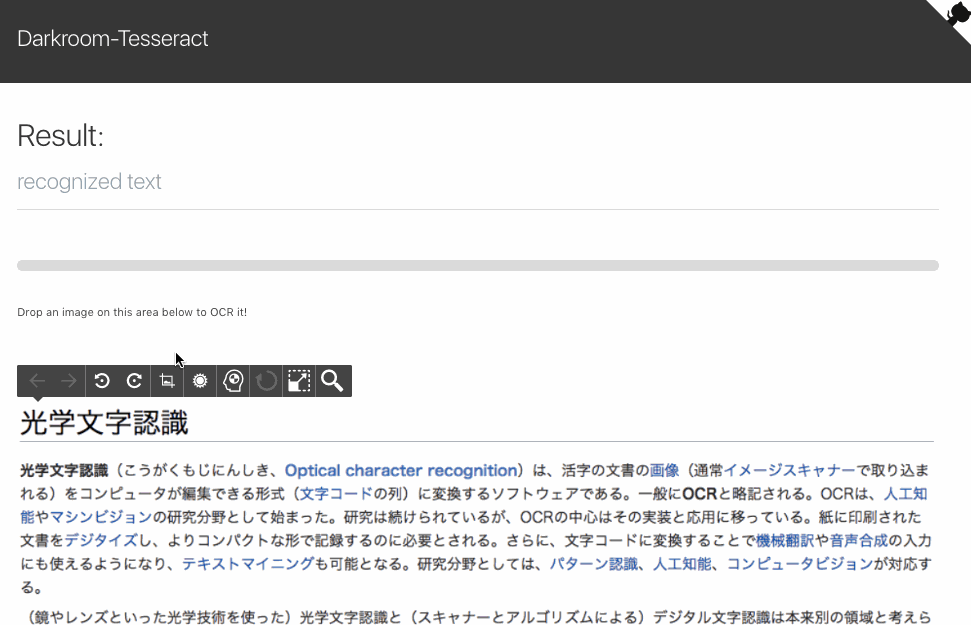 Darkroom-Tesseract
Result:
recognized text
Drop an image on this area below to OCR it!
光学文字認識
光学文字認識（こうがくもじにんしき、Optical character recognition）は、活字の文書の画像（通常イメージスキャナーで取り込ま
れる）をコンピュータが編集できる形式（文字コードの列）に変換するソフトウェアである。一般にOCRと略記される。OCRは、人工知
能やマシンビジョンの研究分野として始まった。研究は続けられているが、OCRの中心はその実装と応用に移っている。紙に印刷された
文書をデジタイズし、よりコンパクトな形で記録するのに必要とされる。さらに、文字コードに変換することで機械翻訳や音声合成の入力
にも使えるようになり、テキストマイニングも可能となる。研究分野としては、パターン認識、人工知能、コンピュータビジョンが対応す
る。
（鏡やレンズといった光学技術を使った）光学文字認識と（スキャナーとアルゴリズムによる）デジタル文字認識は本来別の領域と考えら